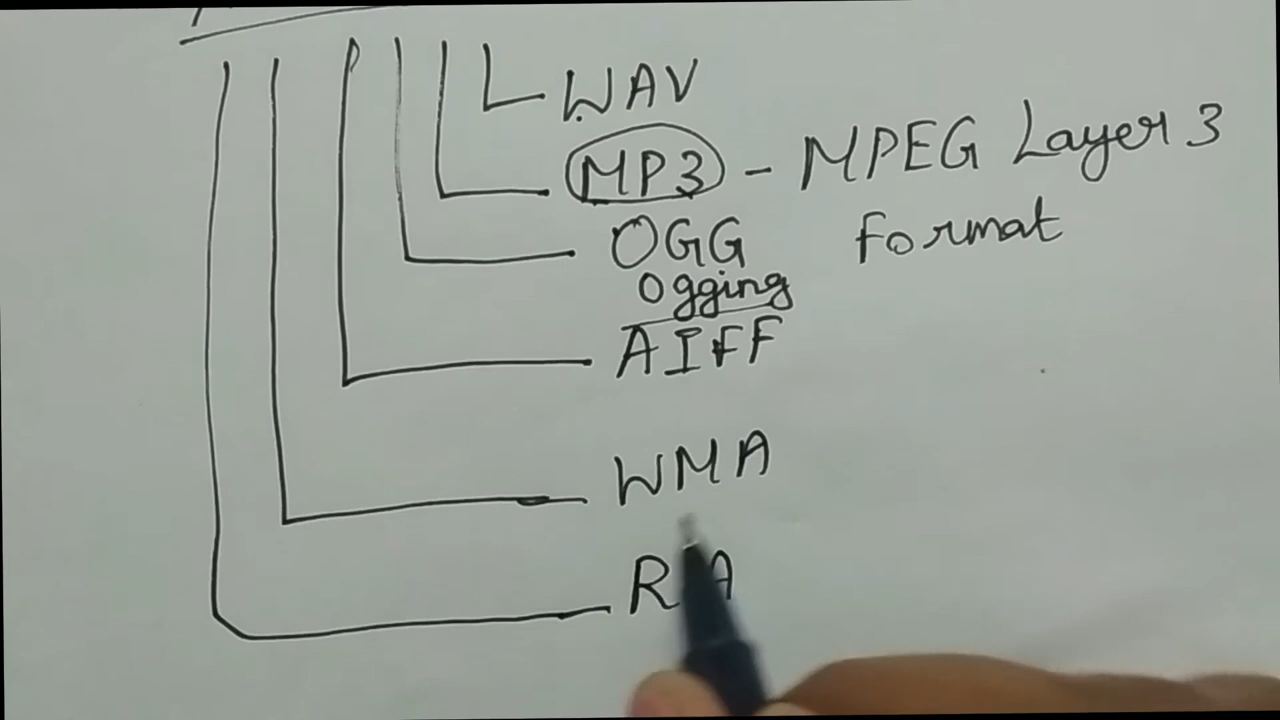 WAV
MP3 - MPEG Layer 3
OGG Format
Ogging
AIFF
WMA